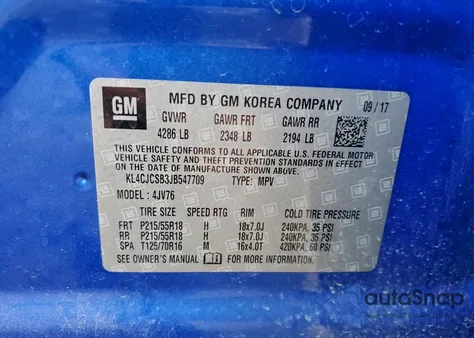 GM
MFD BY GM KOREA COMPANY 09/17
GVWR GAWR FRT GAWR RR
4286 LB 2348 LB 2194 LB
THIS VEHICLE CONFORMS TO ALL APPLICABLE U.S. FEDERAL MOTOR
VEHICLE SAFETY, BUMPER, AND THEFT PREVENTION STANDARDS IN EFFECT
ON THE DATE OF MANUFACTURE SHOWN ABOVE.
KL4CJCSB3JB547709 TYPE: MPV
MODEL: 4JV76
TIRE SIZE SPEED RTG RIM COLD TIRE PRESSURE
FRT P215/55R18 H 18x7.0J 240KPA, 35 PSI
RR P215/55R18 H 18x7.0J 240KPA, 35 PSI
SPA T125/70R16 M 16x4.0T 420KPA, 60 PSI
SEE OWNER'S MANUAL FOR MORE INFORMATION.
autoSnap